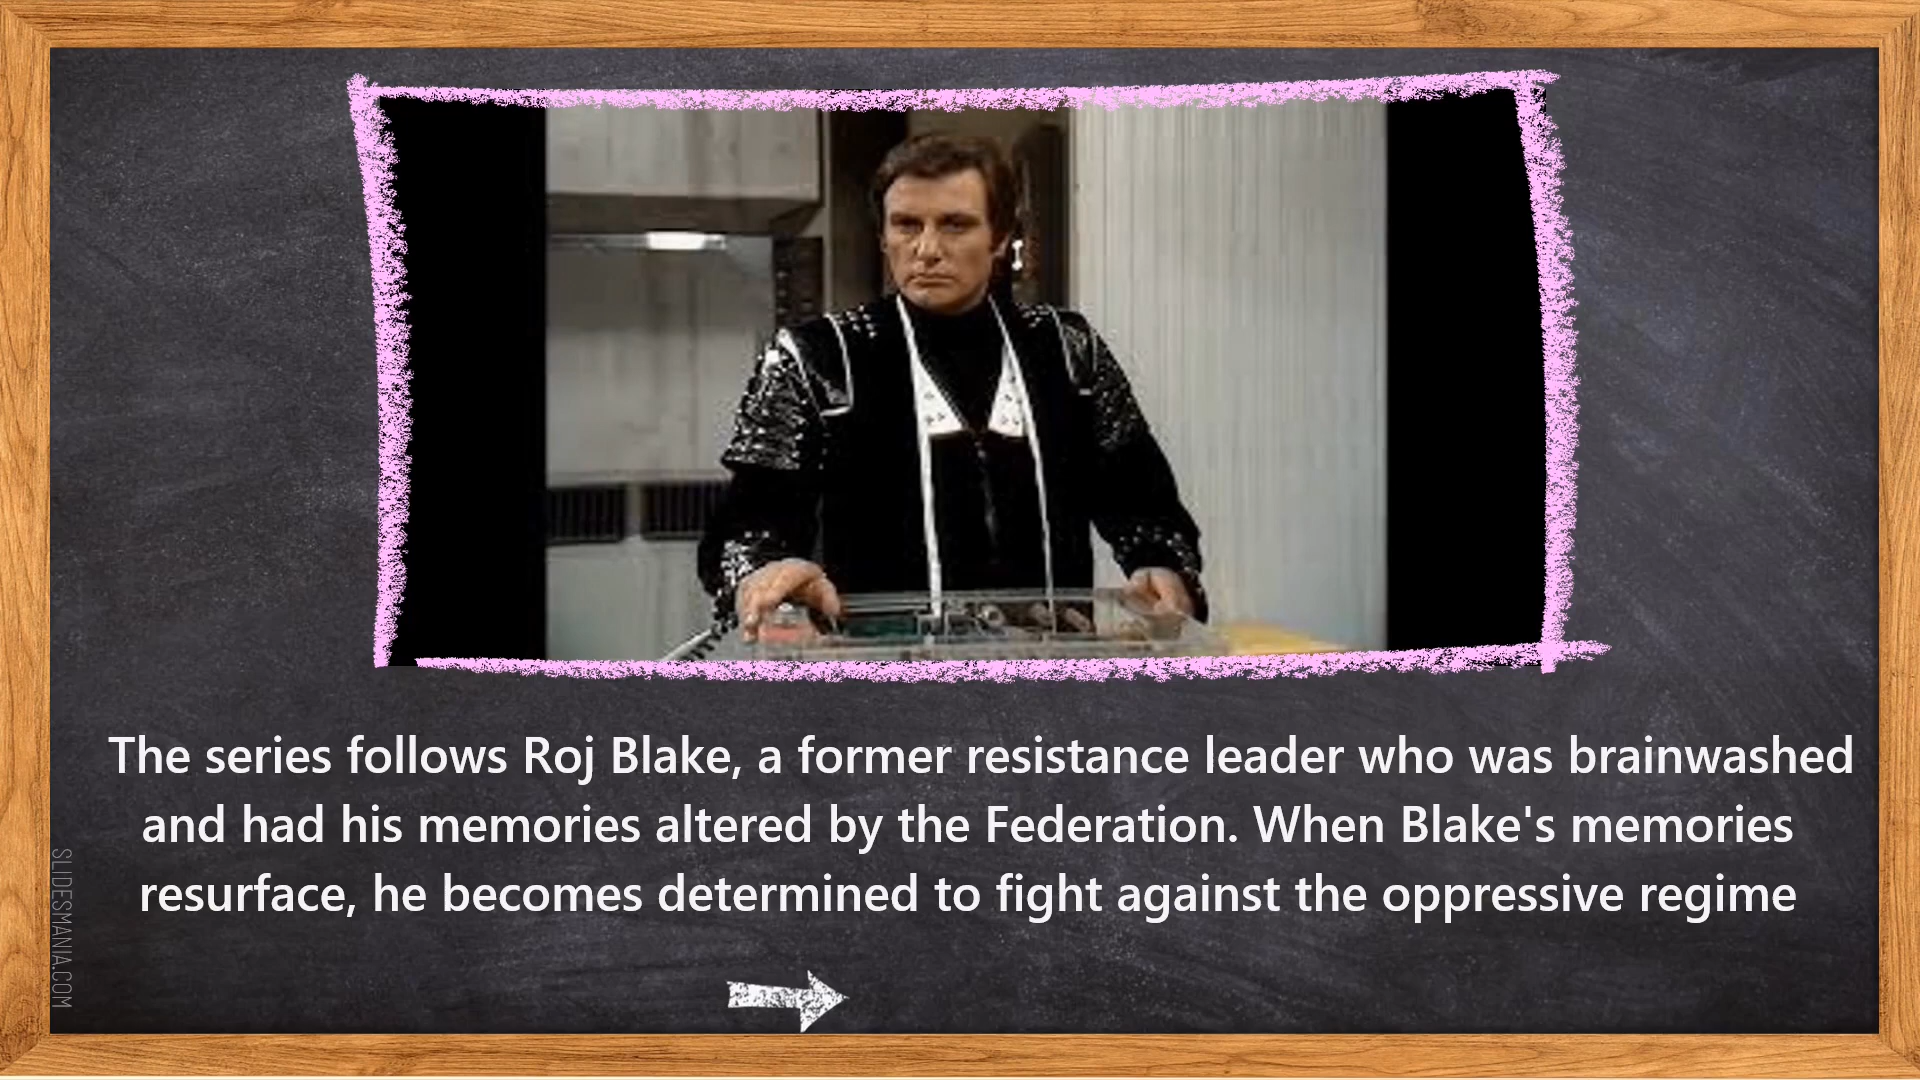 The series follows Roj Blake, a former resistance leader who was brainwashed
and had his memories altered by the Federation. When Blake's memories
resurface, he becomes determined to fight against the oppressive regime
SLIDESMANIA.COM